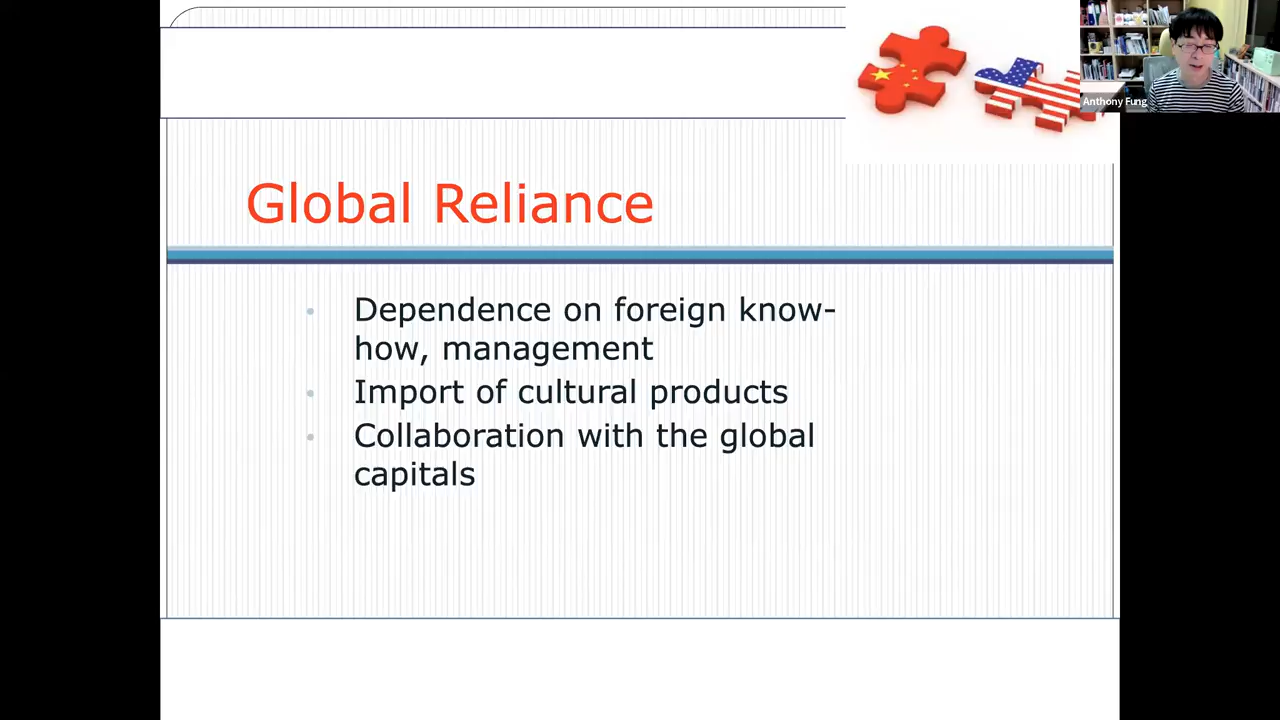 Anthony Fung
Global Reliance
Dependence on foreign know-
how, management
Import of cultural products
Collaboration with the global
capitals